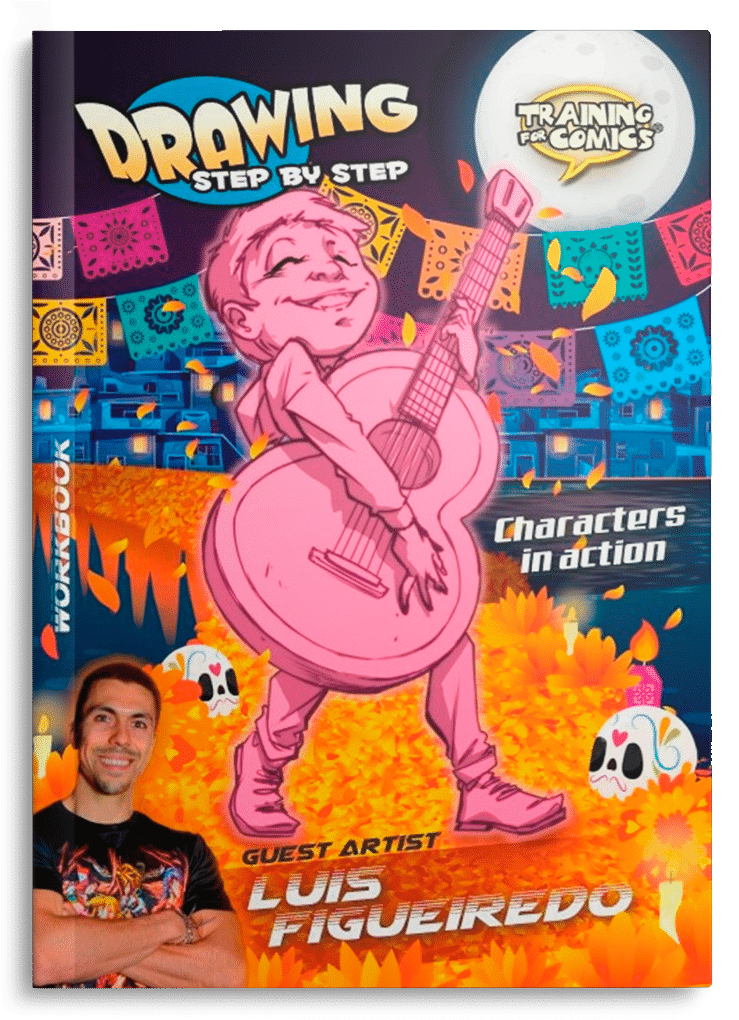 DRAWING
STEP BY STEP
TRAINING
FOR COMICS®
WORKBOOK
Characters
in action
GUEST ARTIST
LUIS
FIGUEIREDO